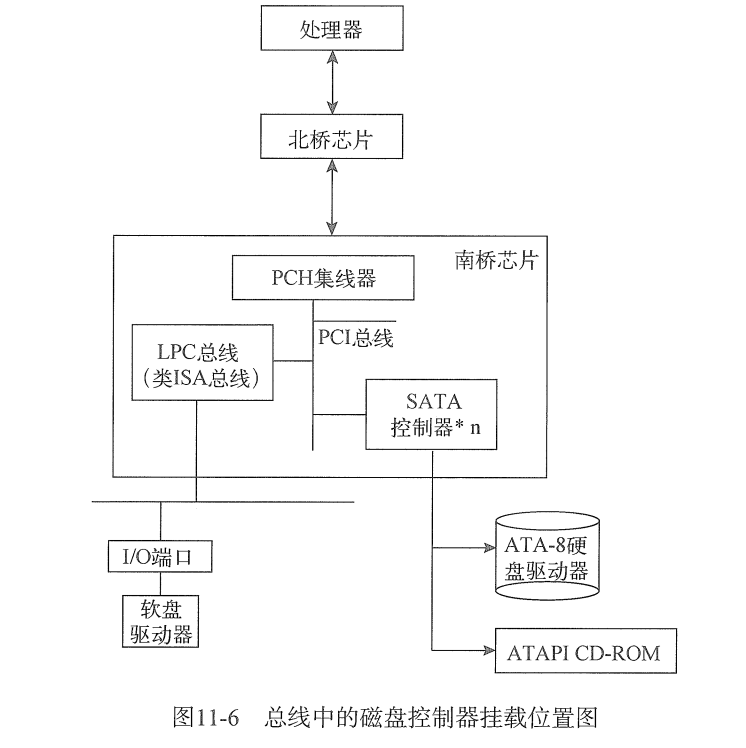 处理器
北桥芯片
南桥芯片
PCH集线器
PCI总线
LPC总线
（类ISA总线）
SATA
控制器* n
I/O端口
软盘
驱动器
ATA-8硬
盘驱动器
ATAPI CD-ROM
图11-6 总线中的磁盘控制器挂载位置图